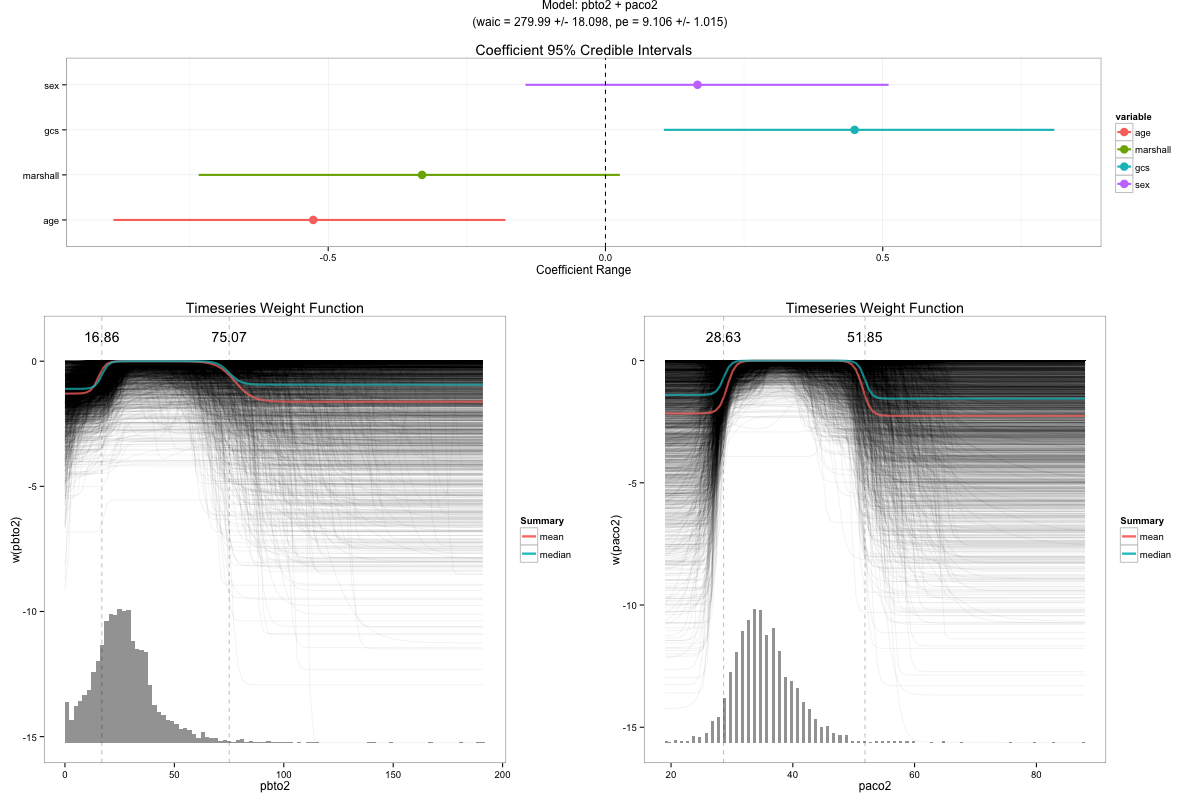 Model: pbto2 + paco2
(waic = 279.99 +/- 18.098, pe = 9.106 +/- 1.015)
Coefficient 95% Credible Intervals
sex
gcs
marshall
age
-0.5
0.0
0.5
Coefficient Range
variable
age
marshall
gcs
sex
Timeseries Weight Function
16.86
75.07
0
-5
-10
-15
w(pbto2)
0
50
100
150
200
pbto2
Summary
mean
median
Timeseries Weight Function
28.63
51.85
0
-5
-10
-15
w(paco2)
20
40
60
80
paco2
Summary
mean
median